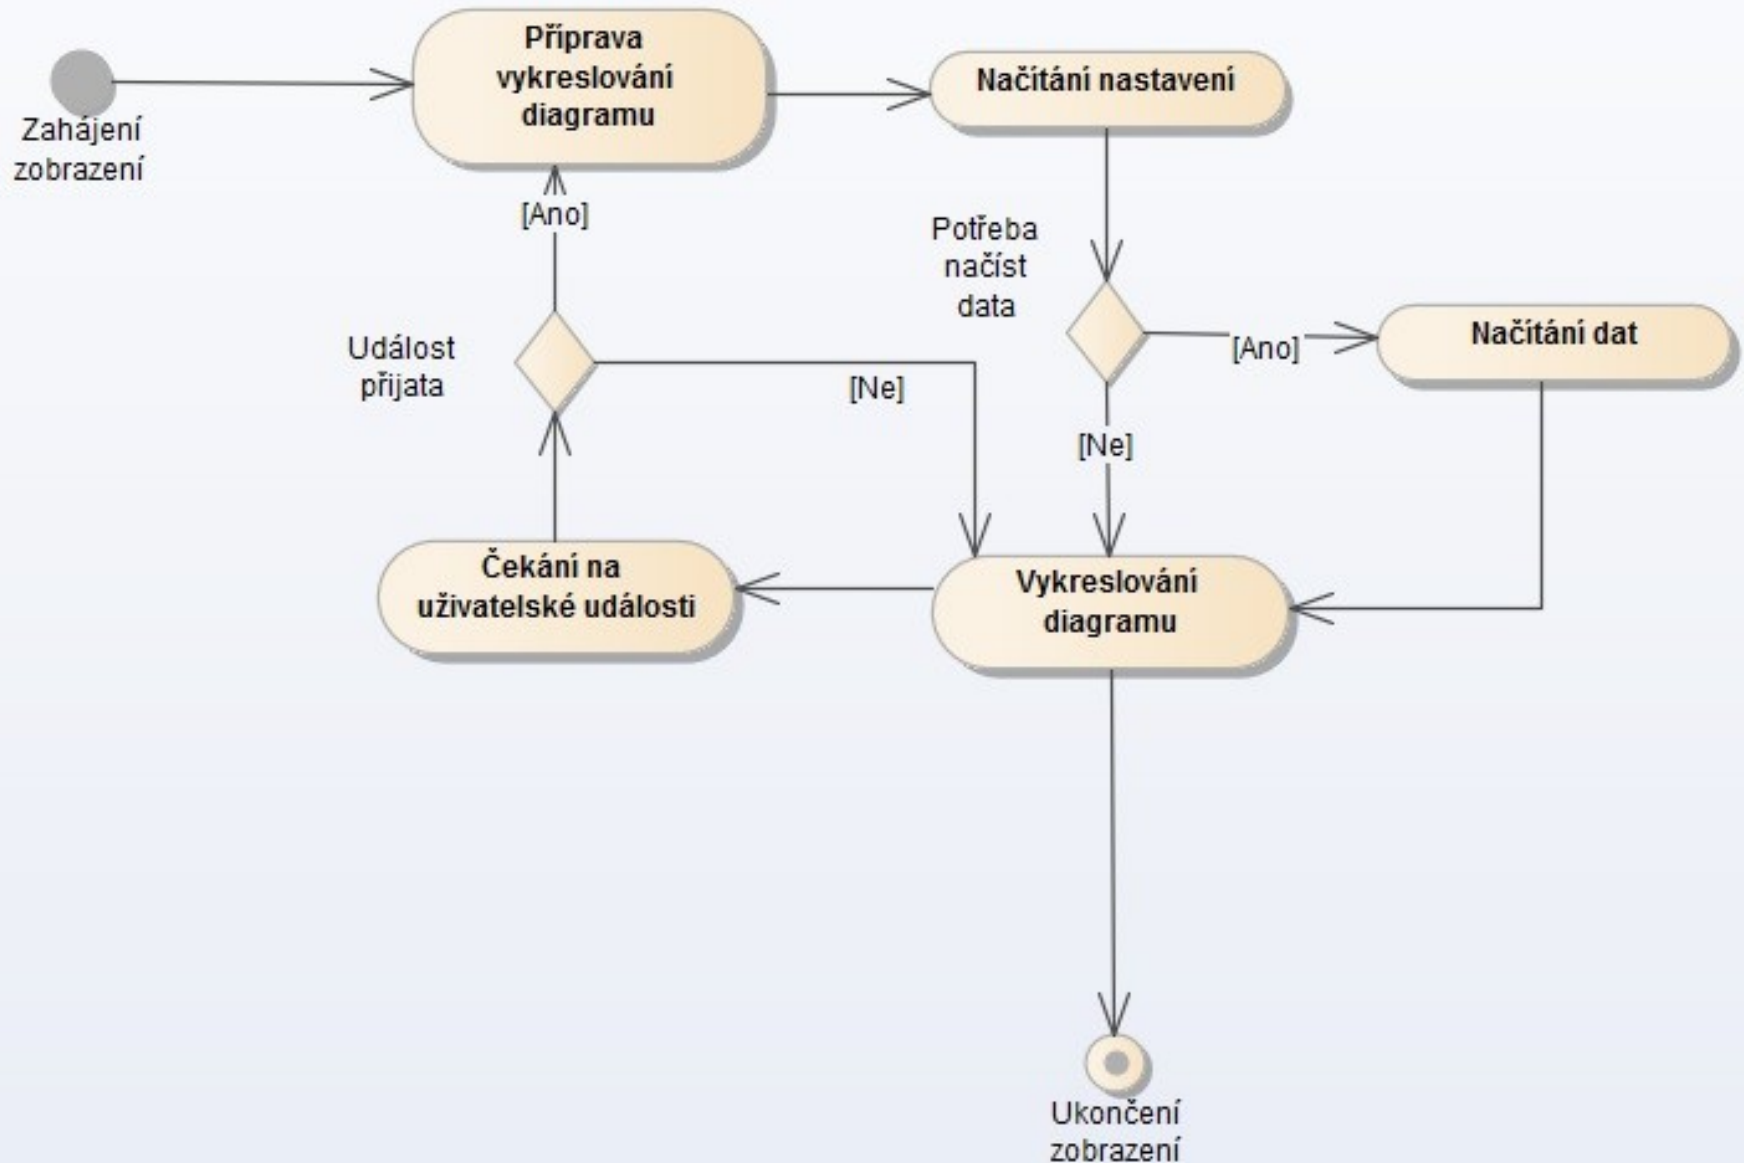 Příprava
vykreslování
diagramu
Načítání nastavení
Zahájení
zobrazení
[Ano]
Potřeba
načíst
data
Událost
přijata
[Ne]
[Ano]
Načítání dat
[Ne]
Čekání na
uživatelské události
Vykreslování
diagramu
Ukončení
zobrazení